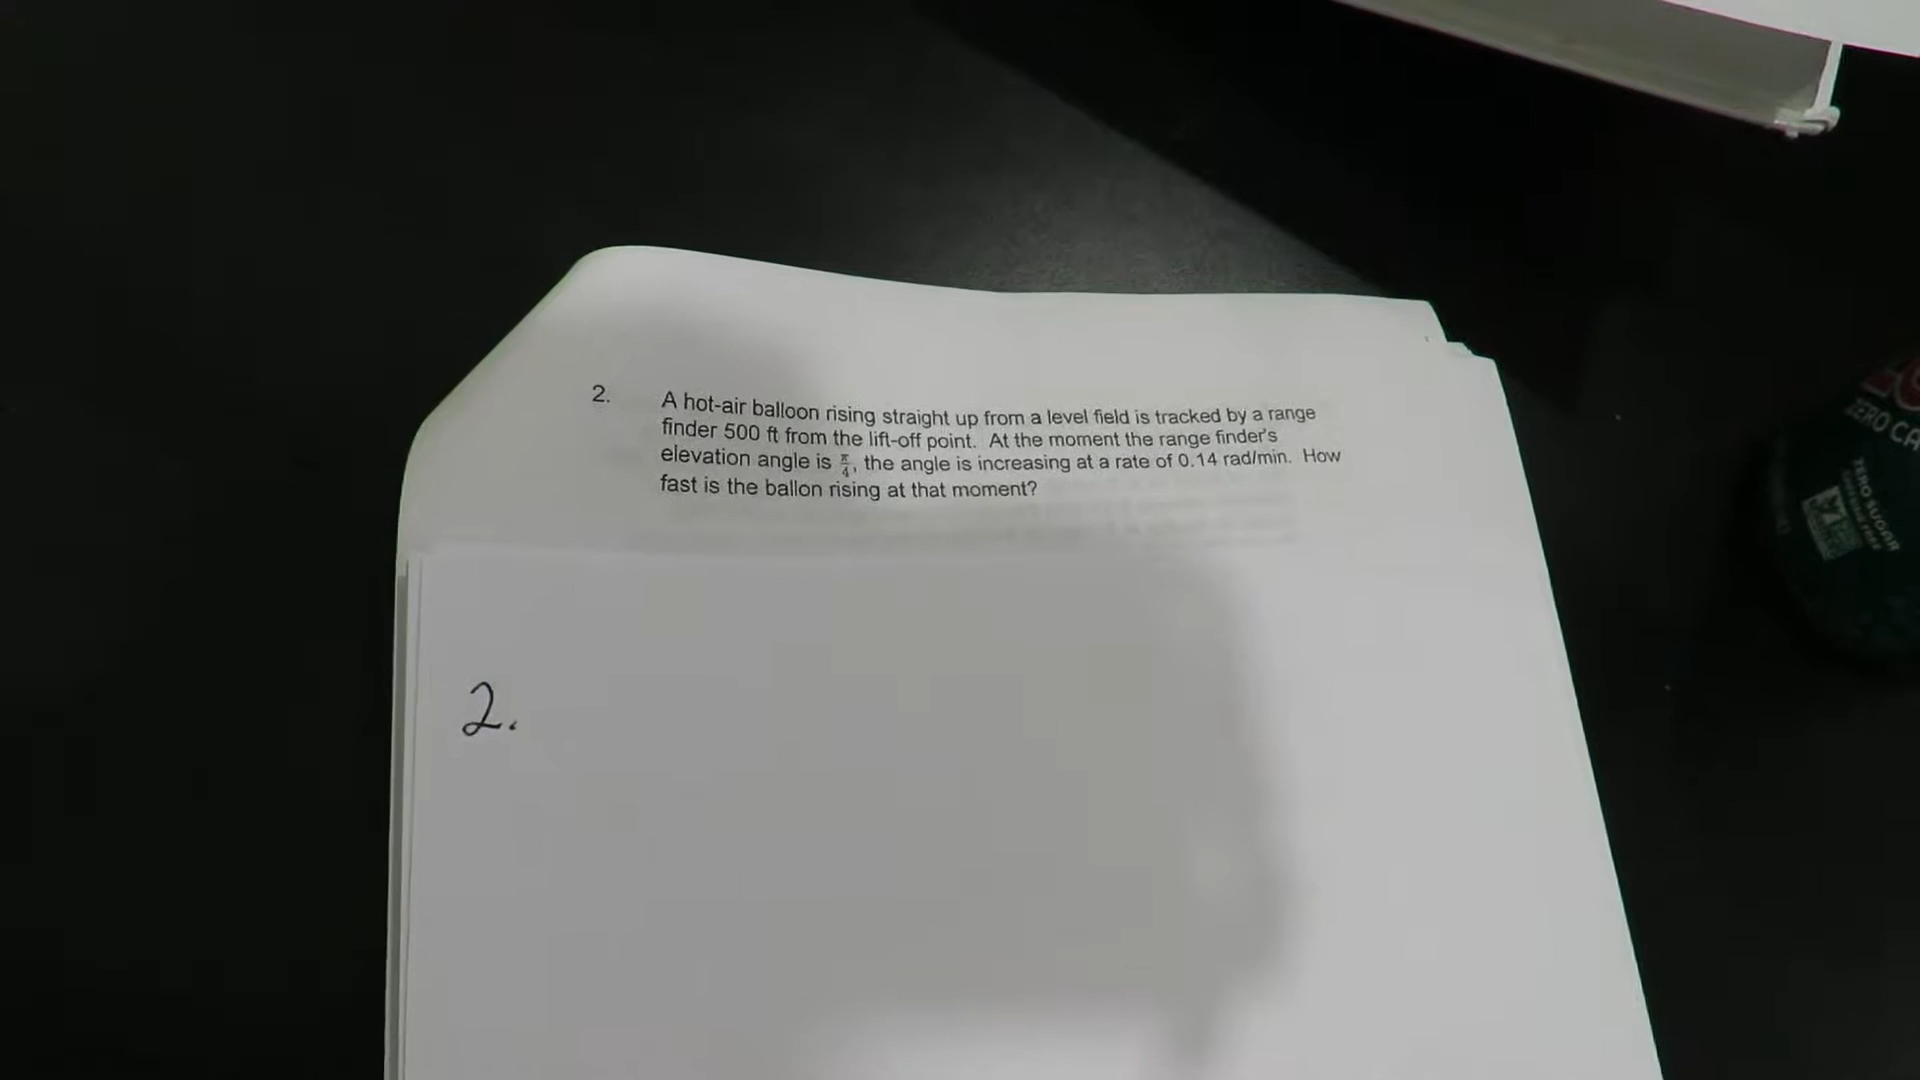 2. A hot-air balloon rising straight up from a level field is tracked by a range
finder 500 ft from the lift-off point. At the moment the range finder's
elevation angle is π/4, the angle is increasing at a rate of 0.14 rad/min. How
fast is the ballon rising at that moment?
2.
ZERO CA
ZERO SUGAR